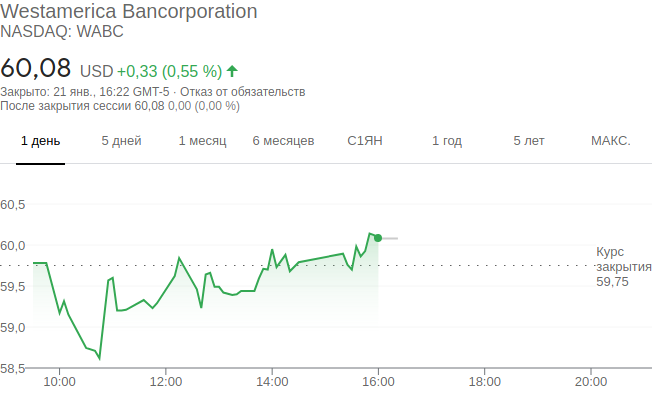 Westamerica Bancorporation
NASDAQ: WABC
60,08 USD +0,33 (0,55 %)
Закрыто: 21 янв., 16:22 GMT-5 · Отказ от обязательств
После закрытия сессии 60,08 0,00 (0,00 %)
1 день 5 дней 1 месяц 6 месяцев С1ЯН 1 год 5 лет МАКС.
60,5
60,0
Курс
закрытия
59,75
59,5
59,0
58,5
10:00 12:00 14:00 16:00 18:00 20:00